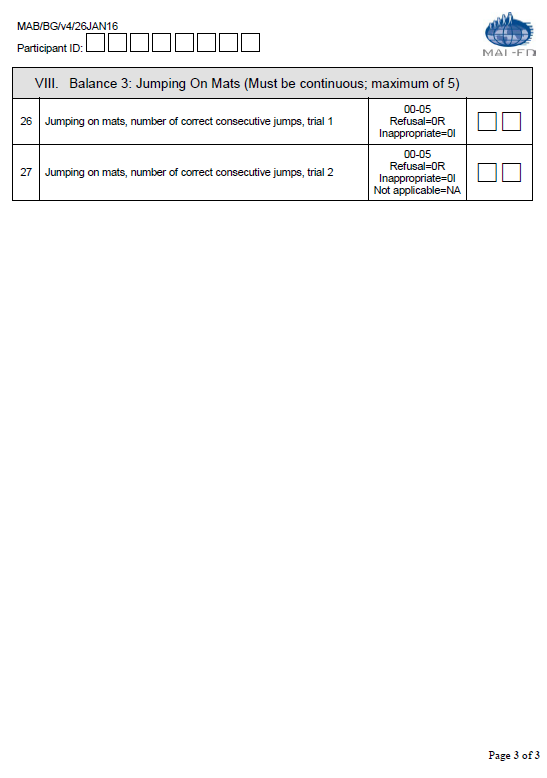 MAB/BG/v4/26JAN16
Participant ID:
MAL-ED
VIII. Balance 3: Jumping On Mats (Must be continuous; maximum of 5)
26 Jumping on mats, number of correct consecutive jumps, trial 1
00-05
Refusal=0R
Inappropriate=0I
27 Jumping on mats, number of correct consecutive jumps, trial 2
00-05
Refusal=0R
Inappropriate=0I
Not applicable=NA
Page 3 of 3